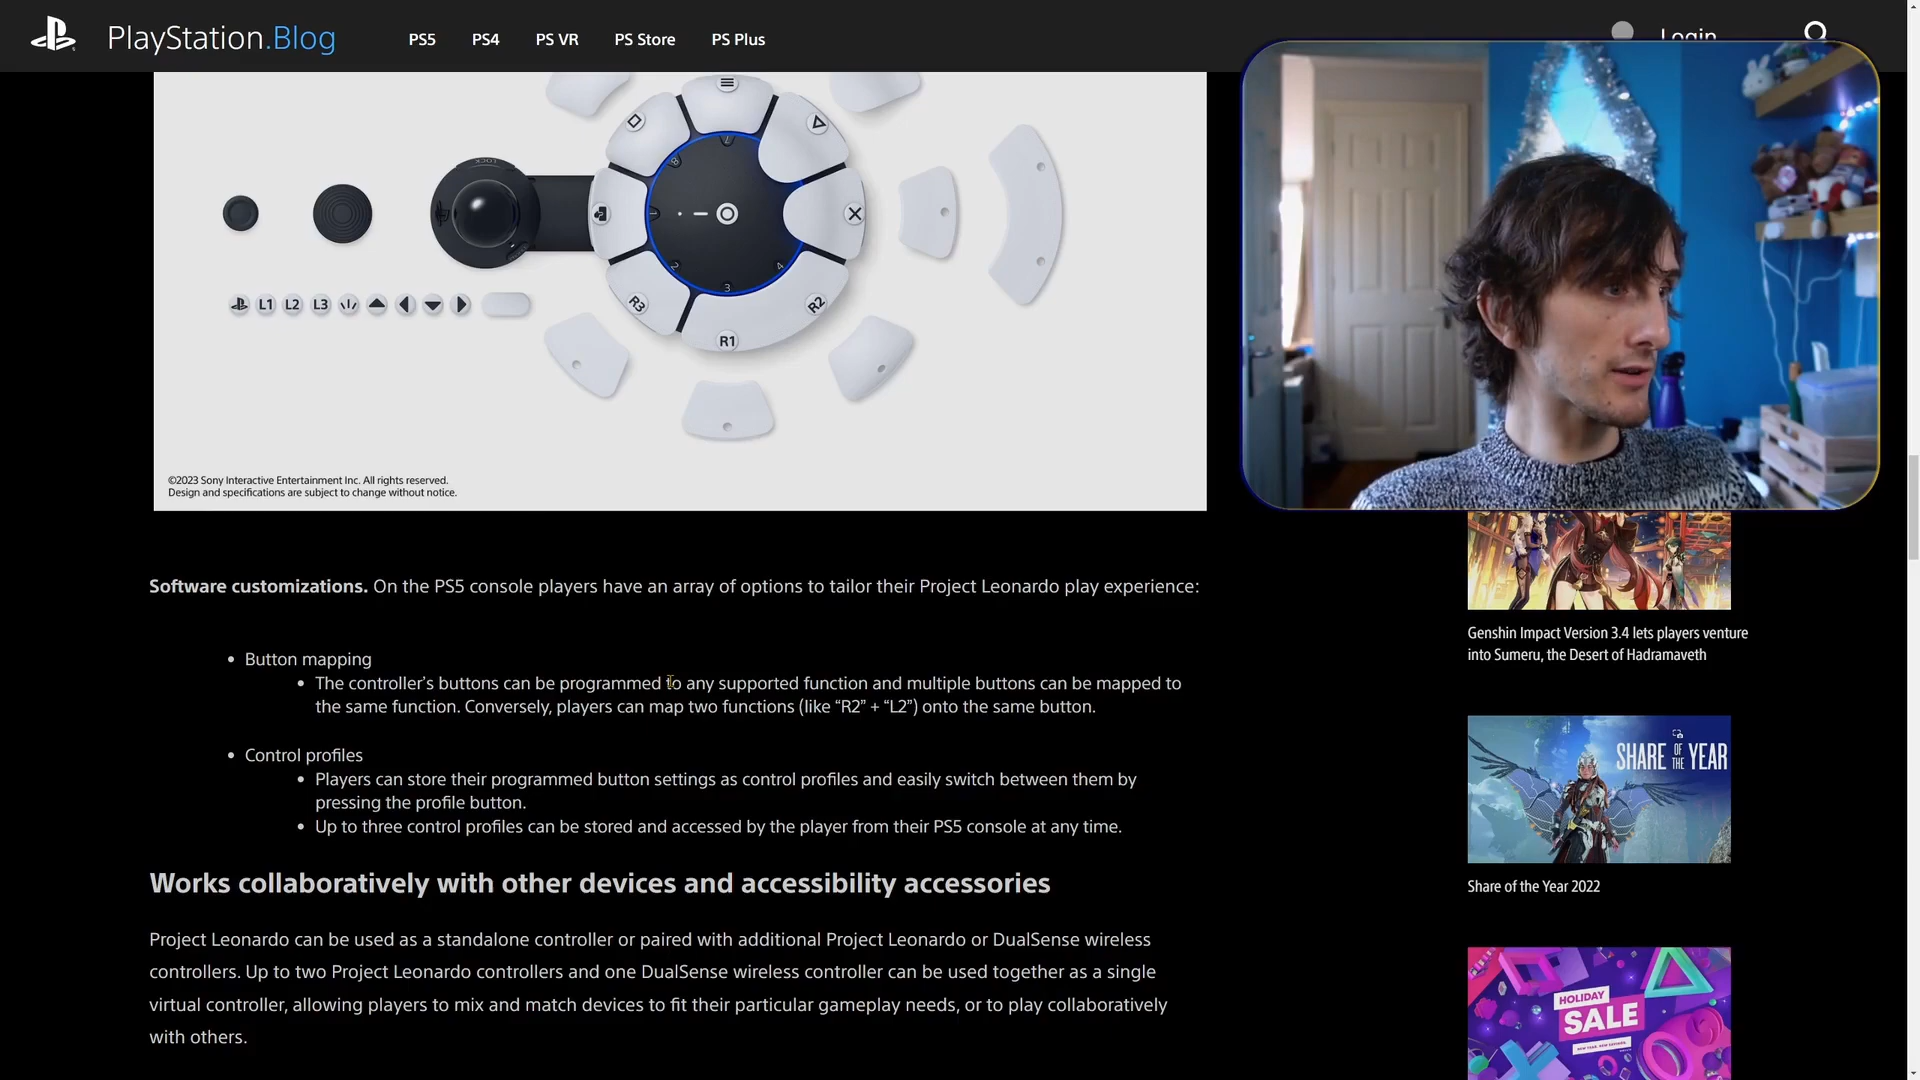 PlayStation.Blog PS5 PS4 PS VR PS Store PS Plus Login
LOCK
7
8
1
2
3
4
R3
R2
R1
L1 L2 L3
©2023 Sony Interactive Entertainment Inc. All rights reserved.
Design and specifications are subject to change without notice.
Software customizations. On the PS5 console players have an array of options to tailor their Project Leonardo play experience:
• Button mapping
• The controller's buttons can be programmed to any supported function and multiple buttons can be mapped to
the same function. Conversely, players can map two functions (like “R2” + “L2”) onto the same button.
• Control profiles
• Players can store their programmed button settings as control profiles and easily switch between them by
pressing the profile button.
• Up to three control profiles can be stored and accessed by the player from their PS5 console at any time.
Works collaboratively with other devices and accessibility accessories
Project Leonardo can be used as a standalone controller or paired with additional Project Leonardo or DualSense wireless
controllers. Up to two Project Leonardo controllers and one DualSense wireless controller can be used together as a single
virtual controller, allowing players to mix and match devices to fit their particular gameplay needs, or to play collaboratively
with others.
Genshin Impact Version 3.4 lets players venture
into Sumeru, the Desert of Hadramaveth
SHARE OF THE YEAR
Share of the Year 2022
HOLIDAY
SALE